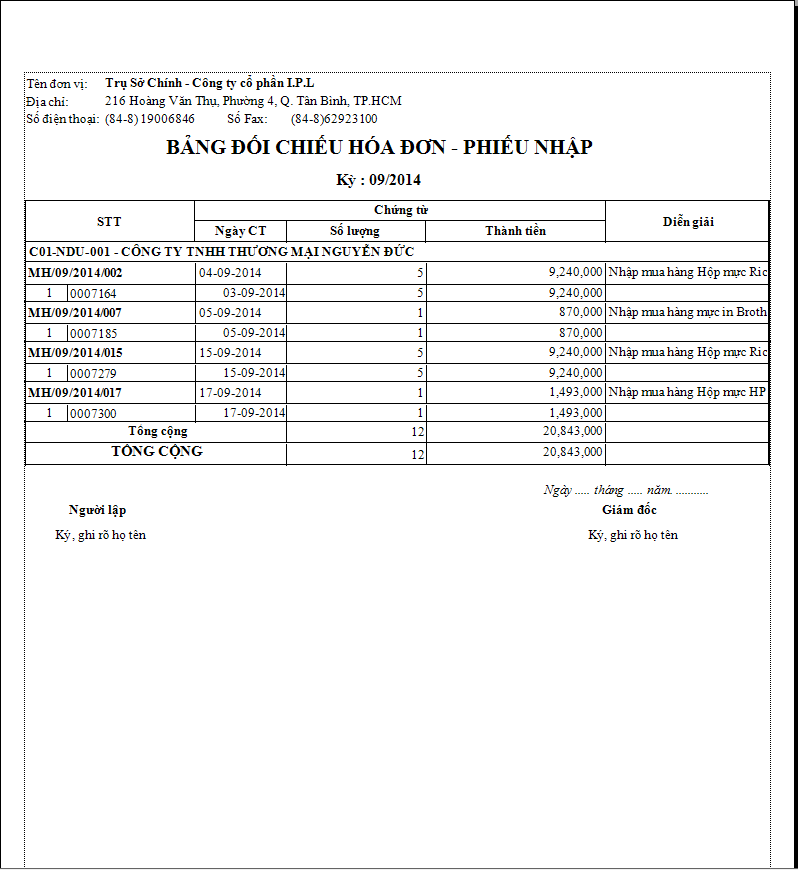 Tên đơn vị: Trụ Sở Chính - Công ty cổ phần I.P.L
Địa chỉ: 216 Hoàng Văn Thụ, Phường 4, Q. Tân Bình, TP.HCM
Số điện thoại: (84-8) 19006846 Số Fax: (84-8)62923100
BẢNG ĐỐI CHIẾU HÓA ĐƠN - PHIẾU NHẬP
Kỳ : 09/2014
STT Chứng từ Diễn giải
Ngày CT Số lượng Thành tiền
C01-NDU-001 - CÔNG TY TNHH THƯƠNG MẠI NGUYỄN ĐỨC
MH/09/2014/002 04-09-2014 5 9,240,000 Nhập mua hàng Hộp mực Ric
1 0007164 03-09-2014 5 9,240,000
MH/09/2014/007 05-09-2014 1 870,000 Nhập mua hàng mực in Broth
1 0007185 05-09-2014 1 870,000
MH/09/2014/015 15-09-2014 5 9,240,000 Nhập mua hàng Hộp mực Ric
1 0007279 15-09-2014 5 9,240,000
MH/09/2014/017 17-09-2014 1 1,493,000 Nhập mua hàng Hộp mực HP
1 0007300 17-09-2014 1 1,493,000
Tổng cộng 12 20,843,000
TỔNG CỘNG 12 20,843,000
Ngày ..... tháng ..... năm. ...........
Người lập Giám đốc
Ký, ghi rõ họ tên Ký, ghi rõ họ tên